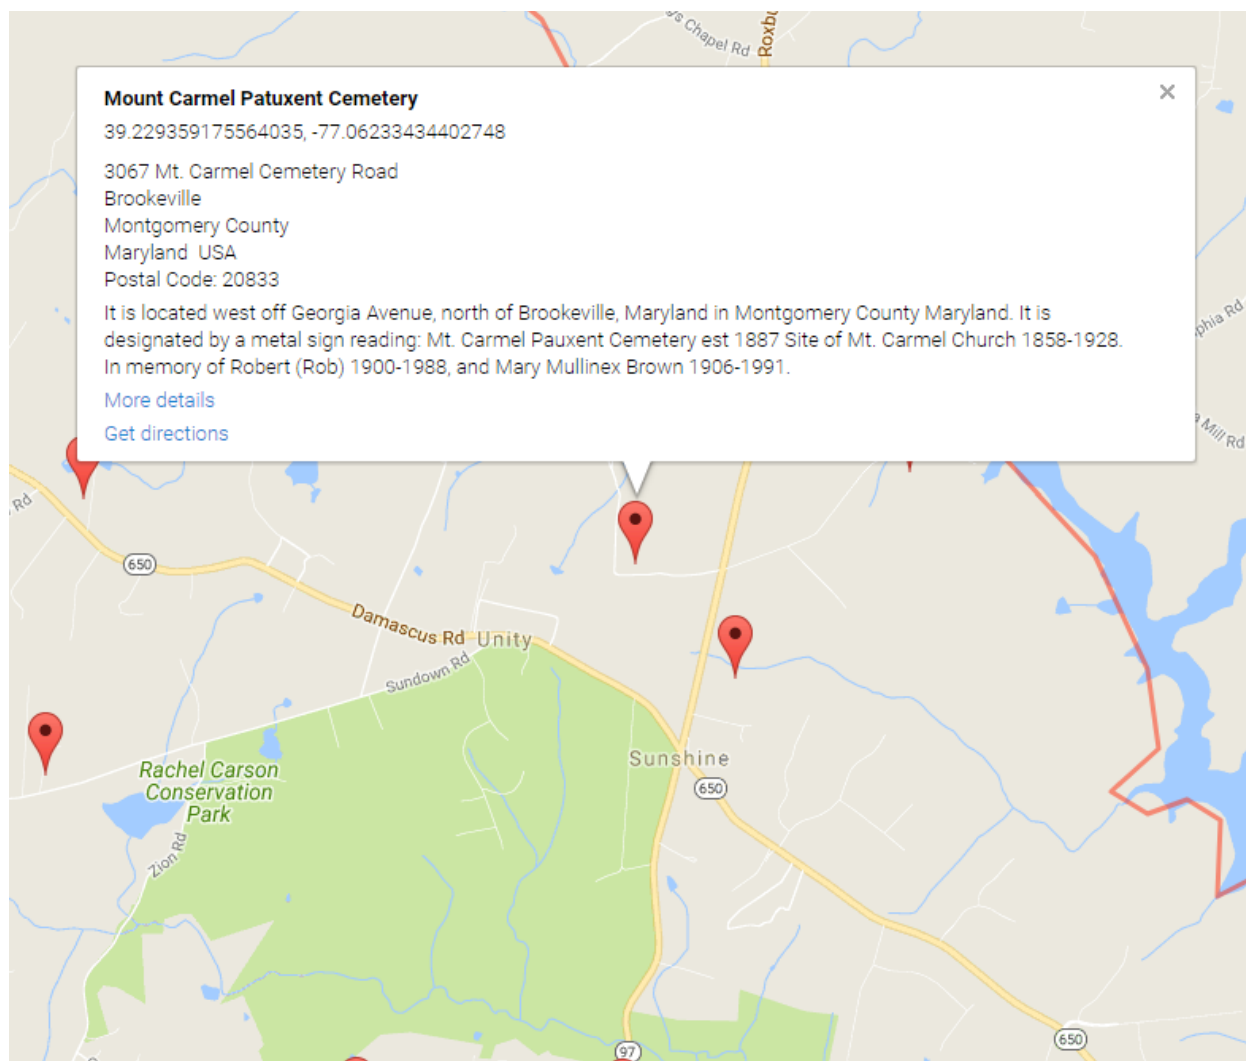 gs Chapel Rd
Roxbu
Mount Carmel Patuxent Cemetery
39.229359175564035, -77.06233434402748
3067 Mt. Carmel Cemetery Road
Brookeville
Montgomery County
Maryland  USA
Postal Code: 20833
It is located west off Georgia Avenue, north of Brookeville, Maryland in Montgomery County Maryland. It is
designated by a metal sign reading: Mt. Carmel Pauxent Cemetery est 1887 Site of Mt. Carmel Church 1858-1928.
In memory of Robert (Rob) 1900-1988, and Mary Mullinex Brown 1906-1991.
More details
Get directions
phia Rd
a Mill Rd
Rd
650
Damascus Rd
Unity
Sundown Rd
Sunshine
650
Rachel Carson
Conservation
Park
Zion Rd
650
97